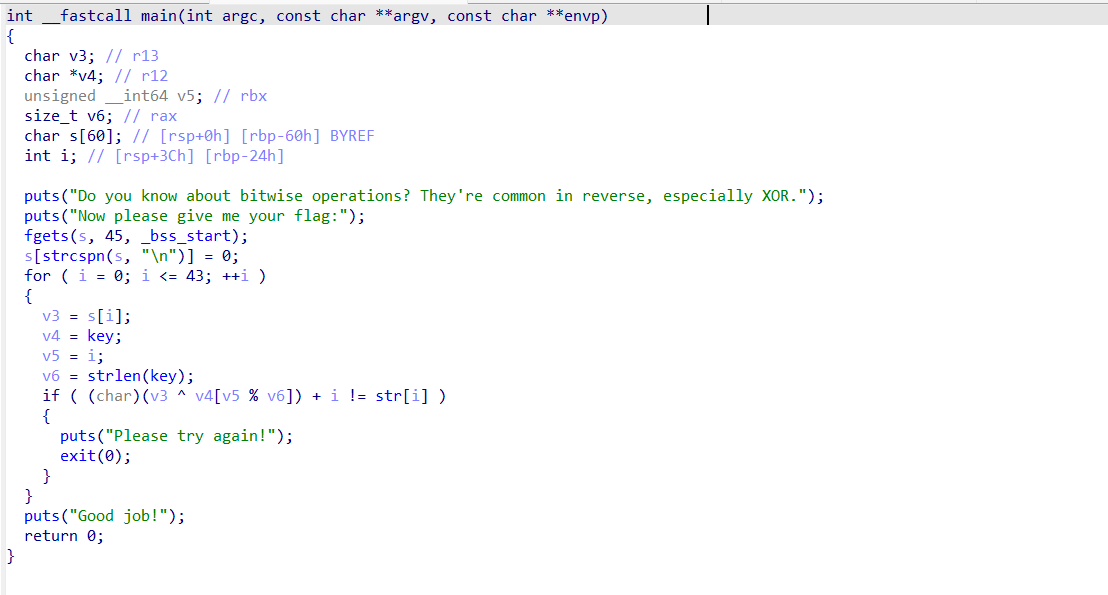 int __fastcall main(int argc, const char **argv, const char **envp)
{
  char v3; // r13
  char *v4; // r12
  unsigned __int64 v5; // rbx
  size_t v6; // rax
  char s[60]; // [rsp+0h] [rbp-60h] BYREF
  int i; // [rsp+3Ch] [rbp-24h]

  puts("Do you know about bitwise operations? They're common in reverse, especially XOR.");
  puts("Now please give me your flag:");
  fgets(s, 45, _bss_start);
  s[strcspn(s, "\n")] = 0;
  for ( i = 0; i <= 43; ++i )
  {
    v3 = s[i];
    v4 = key;
    v5 = i;
    v6 = strlen(key);
    if ( (char)(v3 ^ v4[v5 % v6]) + i != str[i] )
    {
      puts("Please try again!");
      exit(0);
    }
  }
  puts("Good job!");
  return 0;
}